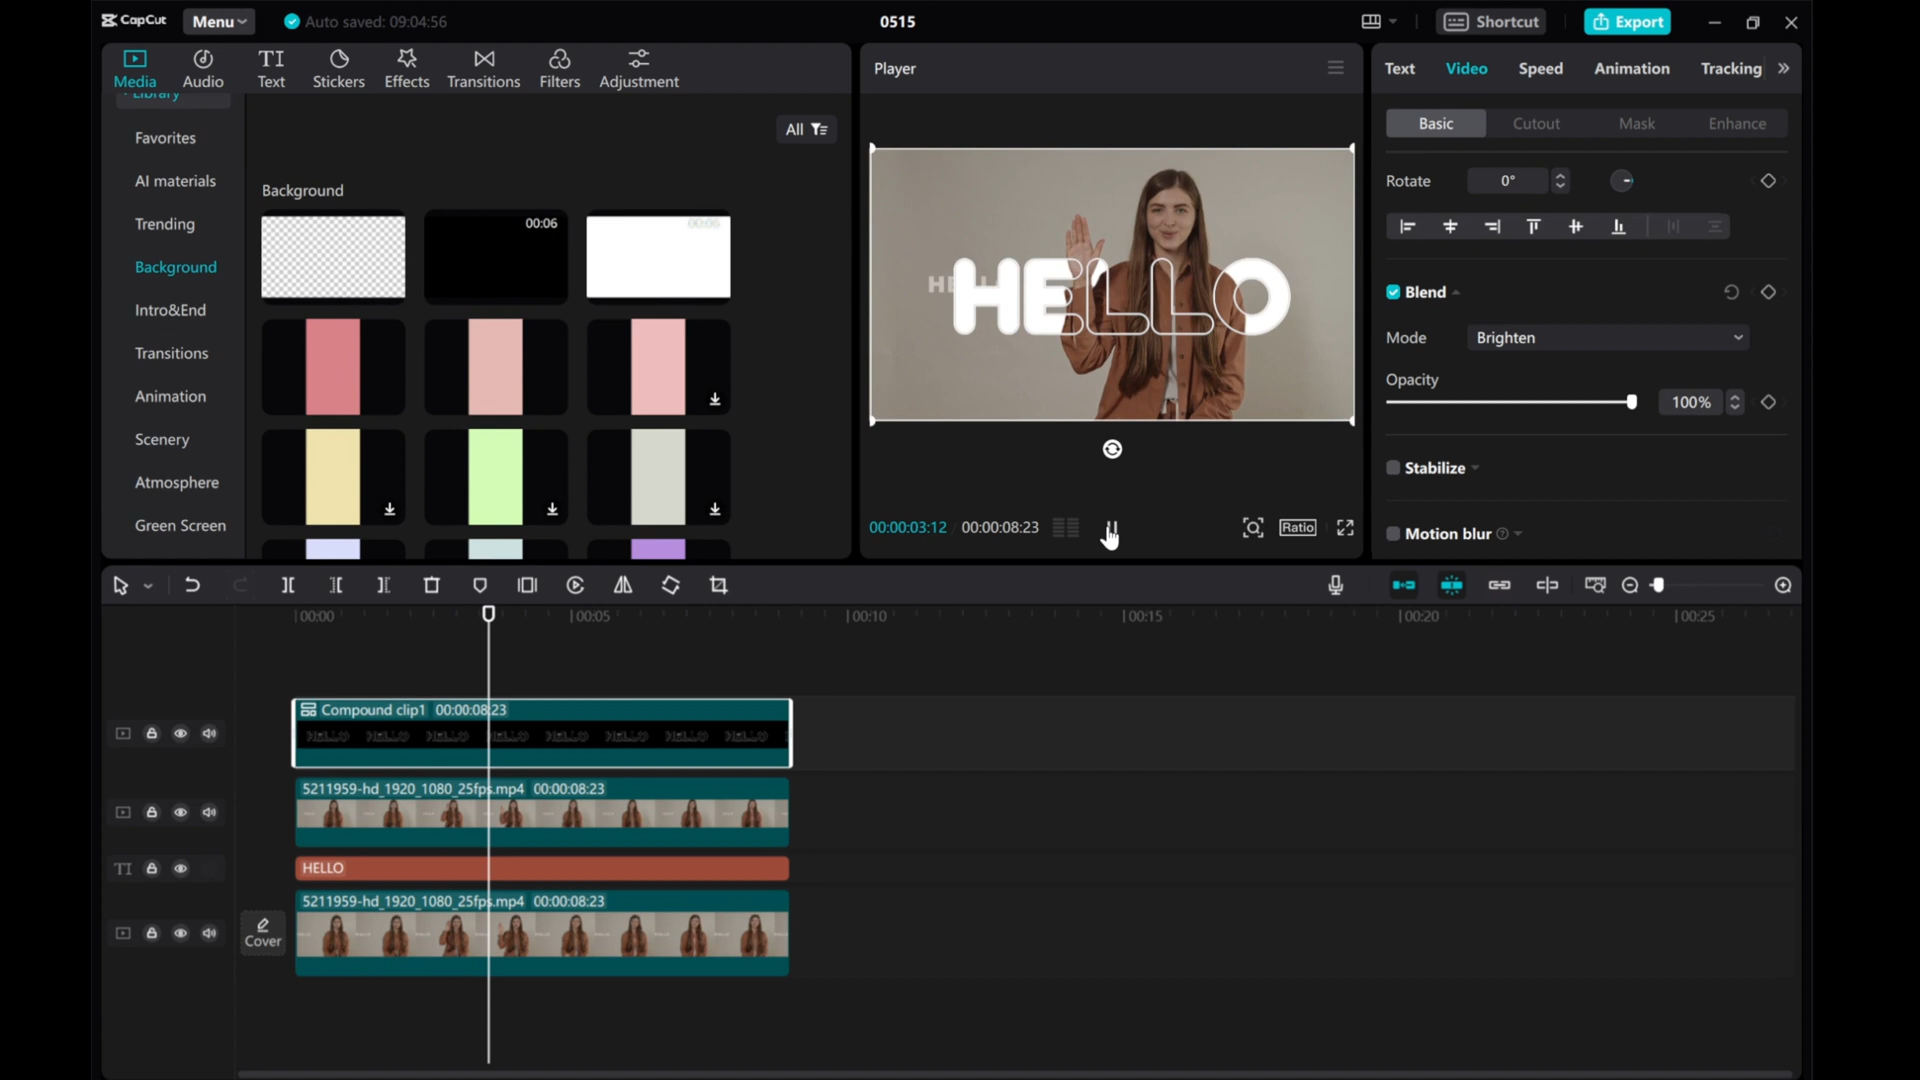 CapCut
Menu
Auto saved: 09:04:56
0515
Shortcut
Export
Media
Audio
Text
Stickers
Effects
Transitions
Filters
Adjustment
Player
Text
Video
Speed
Animation
Tracking
Library
Favorites
AI materials
Trending
Background
Intro&End
Transitions
Animation
Scenery
Atmosphere
Green Screen
All
Background
00:06
00:06
HELLO
00:00:03:12
00:00:08:23
Ratio
Basic
Cutout
Mask
Enhance
Rotate
0°
Blend
Mode
Brighten
Opacity
100%
Stabilize
Motion blur
00:00
00:05
00:10
00:15
00:20
00:25
Compound clip1 00:00:08:23
HELLO HELLO HELLO HELLO HELLO HELLO HELLO HELLO
5211959-hd_1920_1080_25fps.mp4 00:00:08:23
TI
HELLO
Cover
5211959-hd_1920_1080_25fps.mp4 00:00:08:23